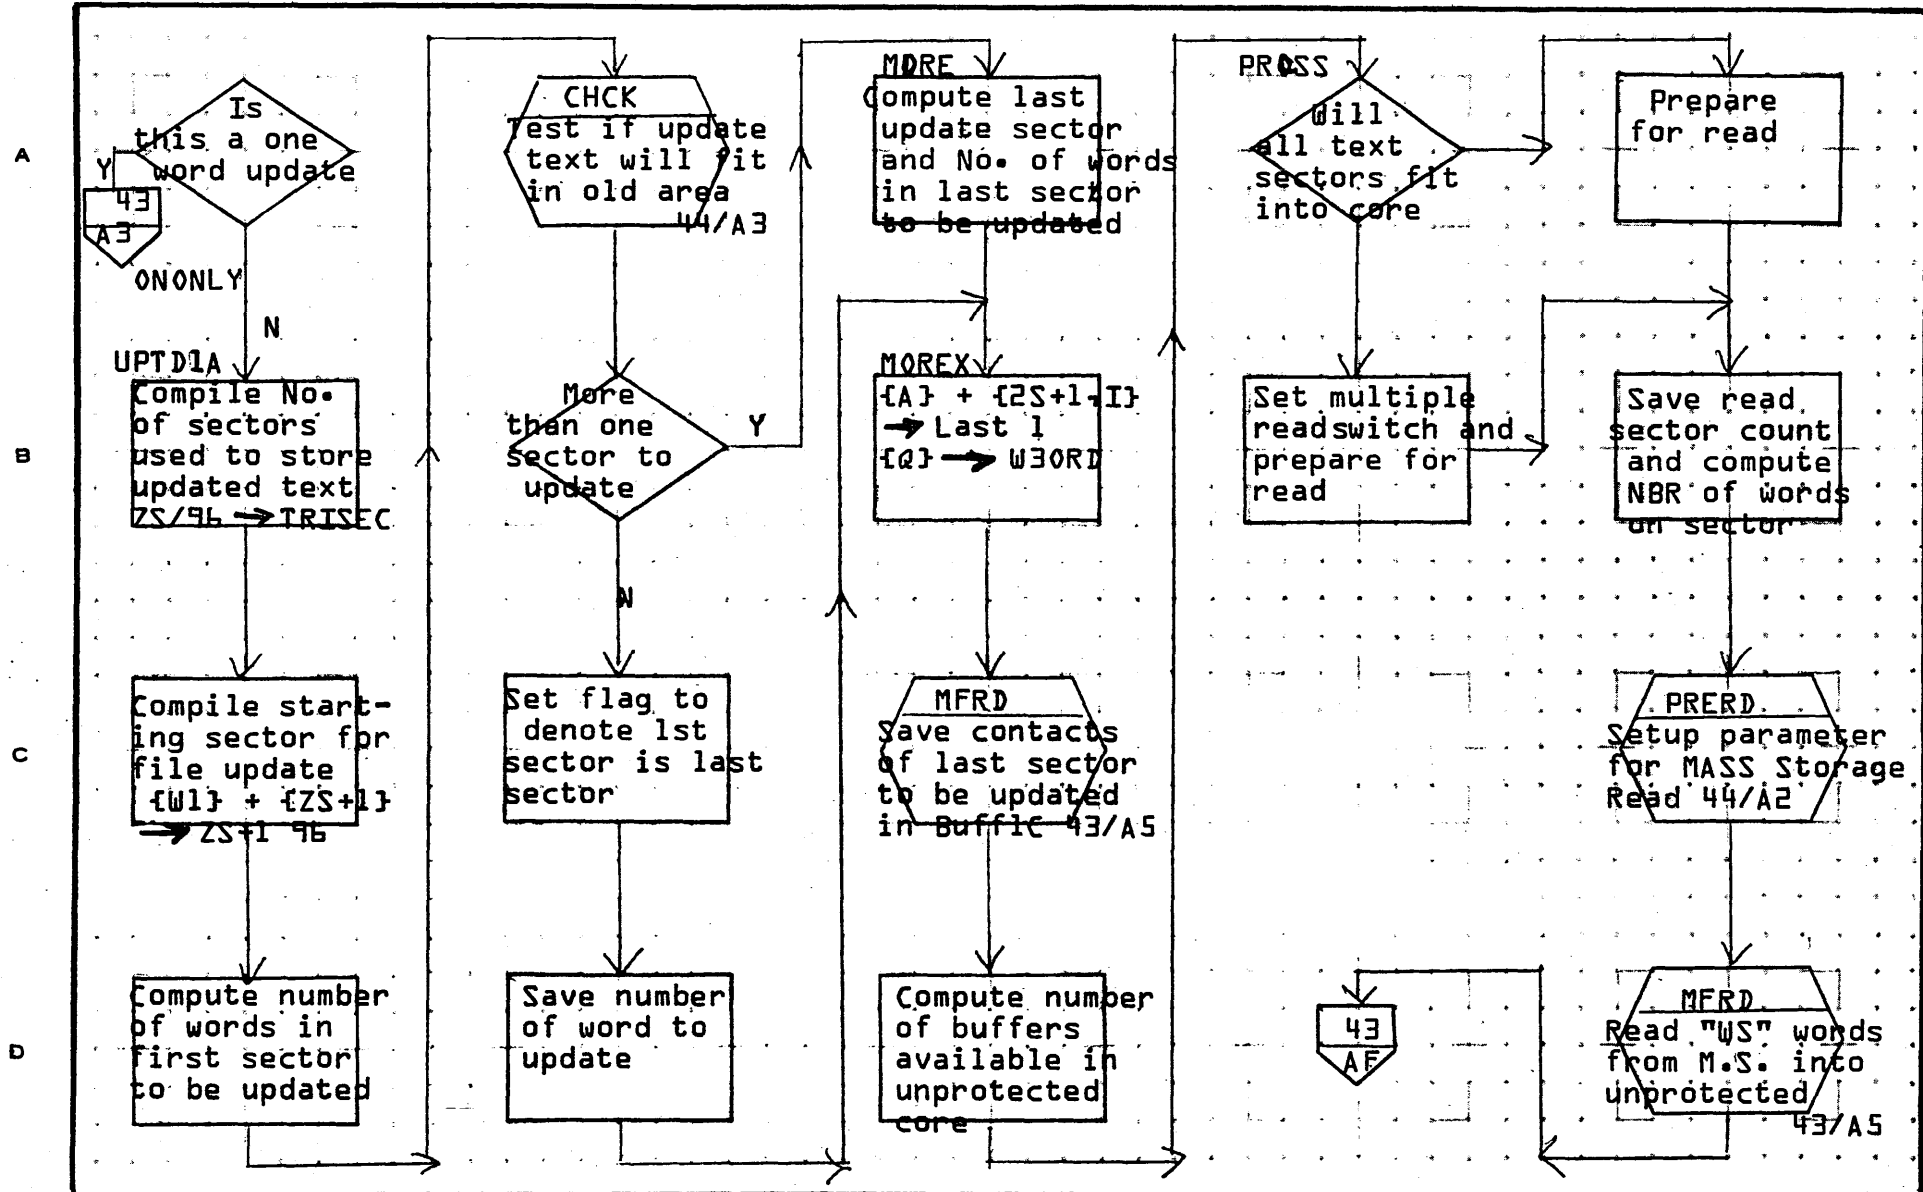 A
B
C
D
Is
this a one
word update
Y
43
A3
ONONLY
N
UPTD1A
Compile No.
of sectors
used to store
updated text
ZS/96 → TRISEC
Compile start-
ing sector for
file update
{W1} + {ZS+1}
→ ZS+1 96
Compute number
of words in
first sector
to be updated
CHCK
Test if update
text will fit
in old area
44/A3
More
than one
sector to
update
Y
N
Set flag to
denote 1st
sector is last
sector
Save number
of word to
update
MORE
Compute last
update sector
and No. of words
in last sector
to be updated
MOREX
{A} + {2S+1-I}
→ Last 1
{Q} → W3ORD
MFRD
Save contacts
of last sector
to be updated
in Buff1C 43/A5
Compute number
of buffers
available in
unprotected
core
PROSS
Will
all text
sectors fit
into core
Set multiple
readswitch and
prepare for
read
43
AF
Prepare
for read
Save read
sector count
and compute
NBR of words
on sector
PRERD
Setup parameter
for MASS Storage
Read 44/A2
MFRD
Read "WS" words
from M.S. into
unprotected
43/A5